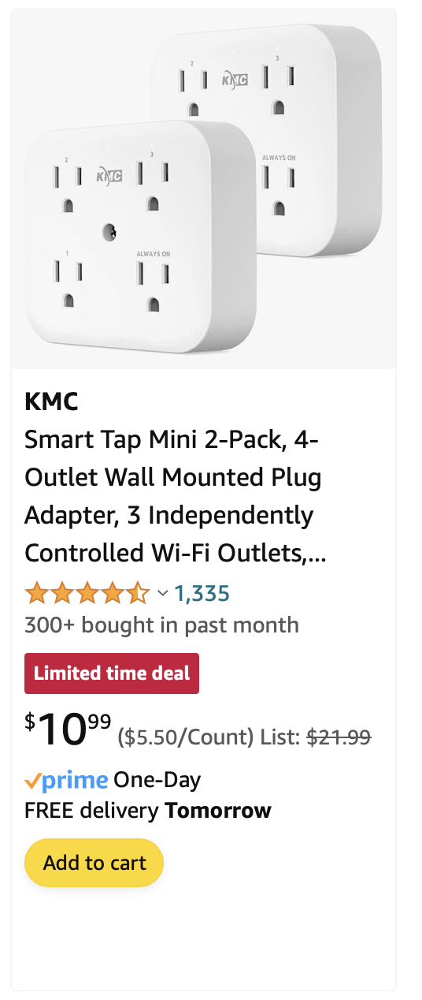 2
3
KMC
ALWAYS ON
2
3
KMC
1
ALWAYS ON
KMC
Smart Tap Mini 2-Pack, 4-
Outlet Wall Mounted Plug
Adapter, 3 Independently
Controlled Wi-Fi Outlets,...
1,335
300+ bought in past month
Limited time deal
$10.99 ($5.50/Count) List: $21.99
prime One-Day
FREE delivery Tomorrow
Add to cart